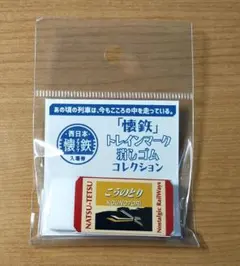 あの頃の列車は、今もこころの中を走っている。
西日本
懐鉄
入場券
「懐鉄」
トレインマーク
消しゴム
コレクション
NATSU-TETSU
こうのとり
KOUNOTORI
Nostalgic RailWays